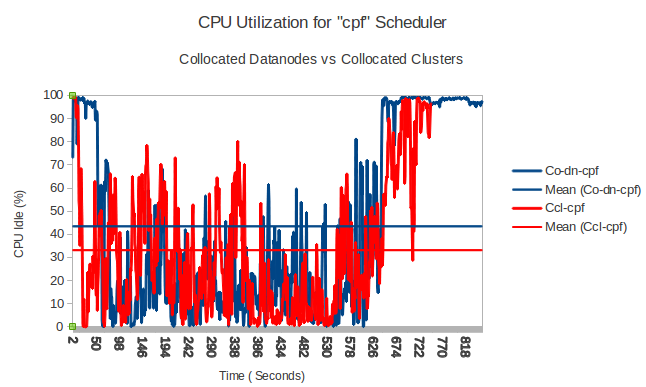 CPU Utilization for "cpf" Scheduler
Collocated Datanodes vs Collocated Clusters
CPU Idle (%)
100
90
80
70
60
50
40
30
20
10
0
2 50 98 146 194 242 290 338 386 434 482 530 578 626 674 722 770 818
Time ( Seconds)
Co-dn-cpf
Mean (Co-dn-cpf)
Ccl-cpf
Mean (Ccl-cpf)